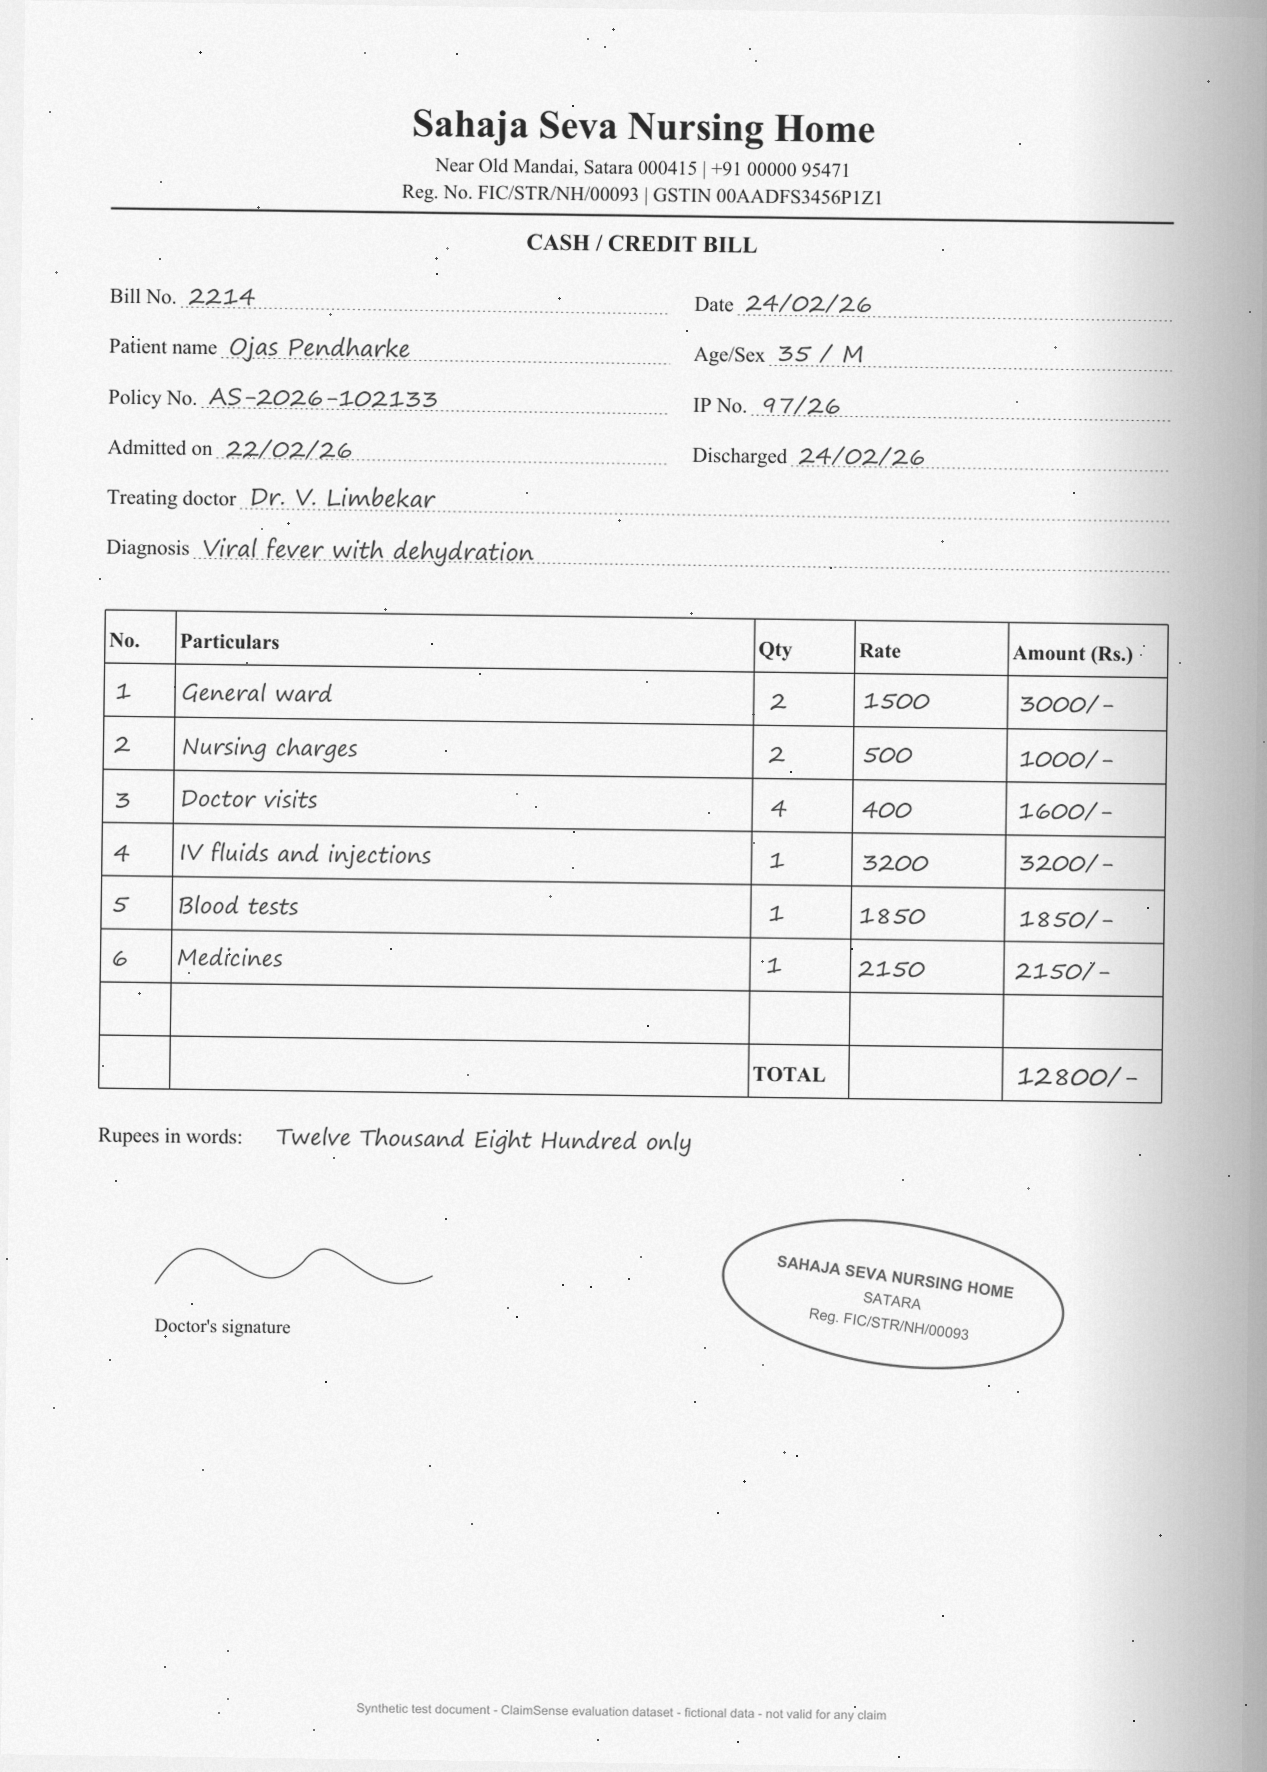 Sahaja Seva Nursing Home
Near Old Mandai, Satara 000415 | +91 00000 95471
Reg. No. FIC/STR/NH/00093 | GSTIN 00AADFS3456P1Z1
CASH / CREDIT BILL
Bill No. 2214 Date 24/02/26
Patient name Ojas Pendharke Age/Sex 35 / M
Policy No. AS-2026-102133 IP No. 97/26
Admitted on 22/02/26 Discharged 24/02/26
Treating doctor Dr. V. Limbekar
Diagnosis Viral fever with dehydration
No. Particulars Qty Rate Amount (Rs.)
1 General ward 2 1500 3000/-
2 Nursing charges 2 500 1000/-
3 Doctor visits 4 400 1600/-
4 IV fluids and injections 1 3200 3200/-
5 Blood tests 1 1850 1850/-
6 Medicines 1 2150 2150/-
TOTAL 12800/-
Rupees in words: Twelve Thousand Eight Hundred only
Doctor's signature
SAHAJA SEVA NURSING HOME
SATARA
Reg. FIC/STR/NH/00093
Synthetic test document - ClaimSense evaluation dataset - fictional data - not valid for any claim